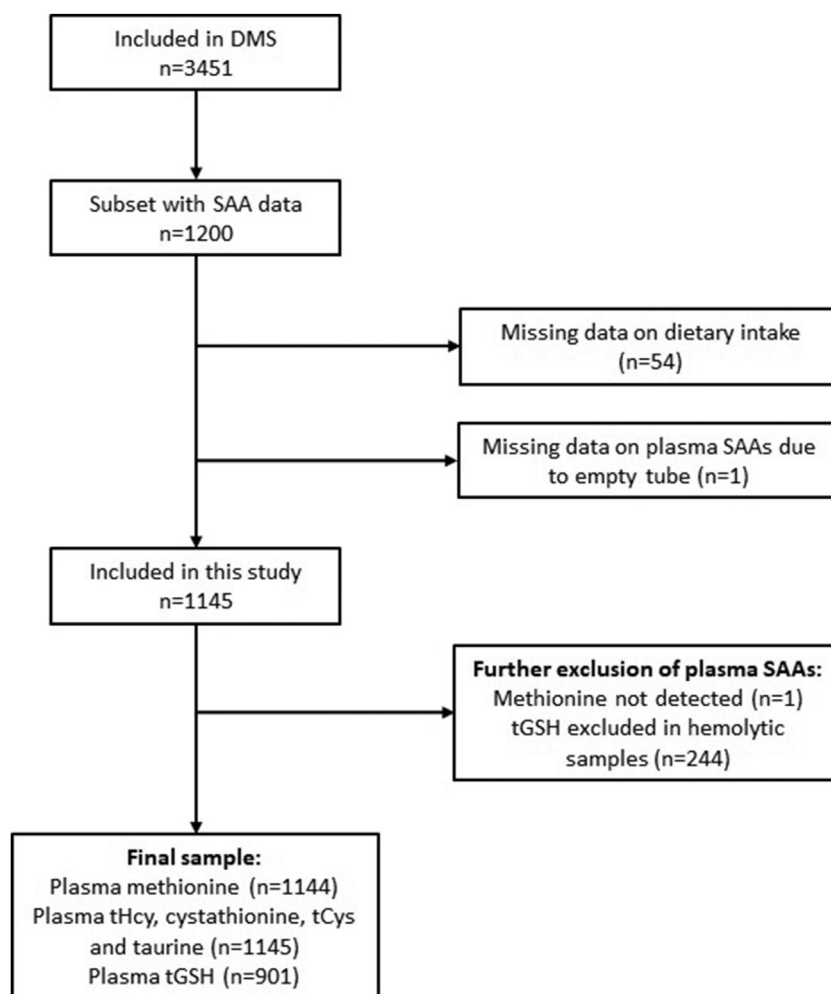 Included in DMS
n=3451
Subset with SAA data
n=1200
Missing data on dietary intake
(n=54)
Missing data on plasma SAAs due
to empty tube (n=1)
Included in this study
n=1145
Further exclusion of plasma SAAs:
Methionine not detected (n=1)
tGSH excluded in hemolytic
samples (n=244)
Final sample:
Plasma methionine (n=1144)
Plasma tHcy, cystathionine, tCys
and taurine (n=1145)
Plasma tGSH (n=901)